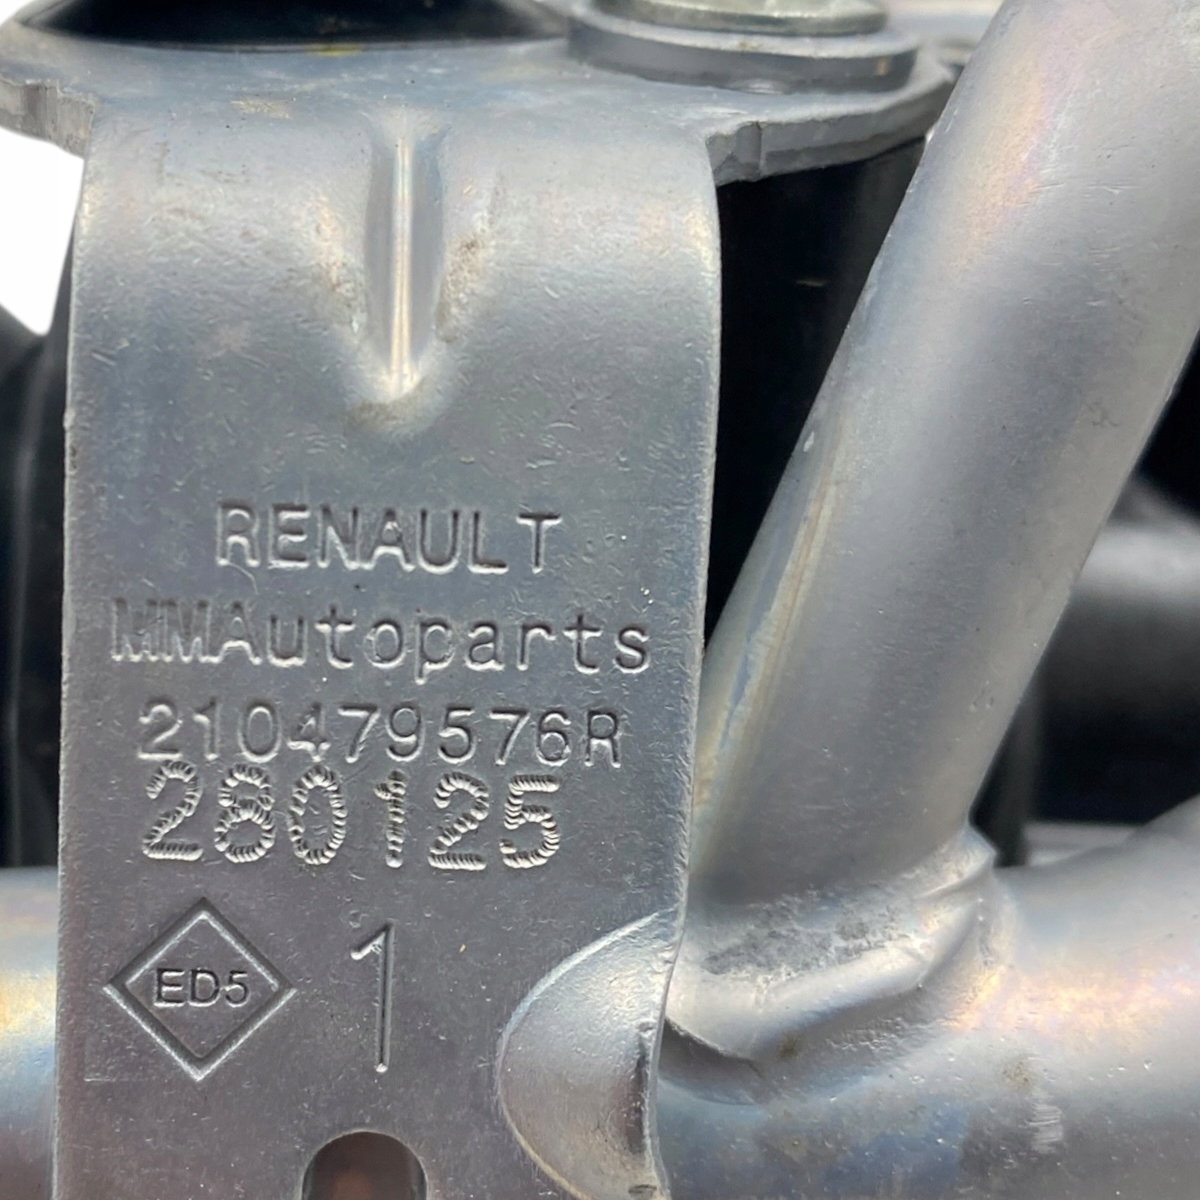 RENAULT
MMAutoparts
210479576R
280125
ED5 1